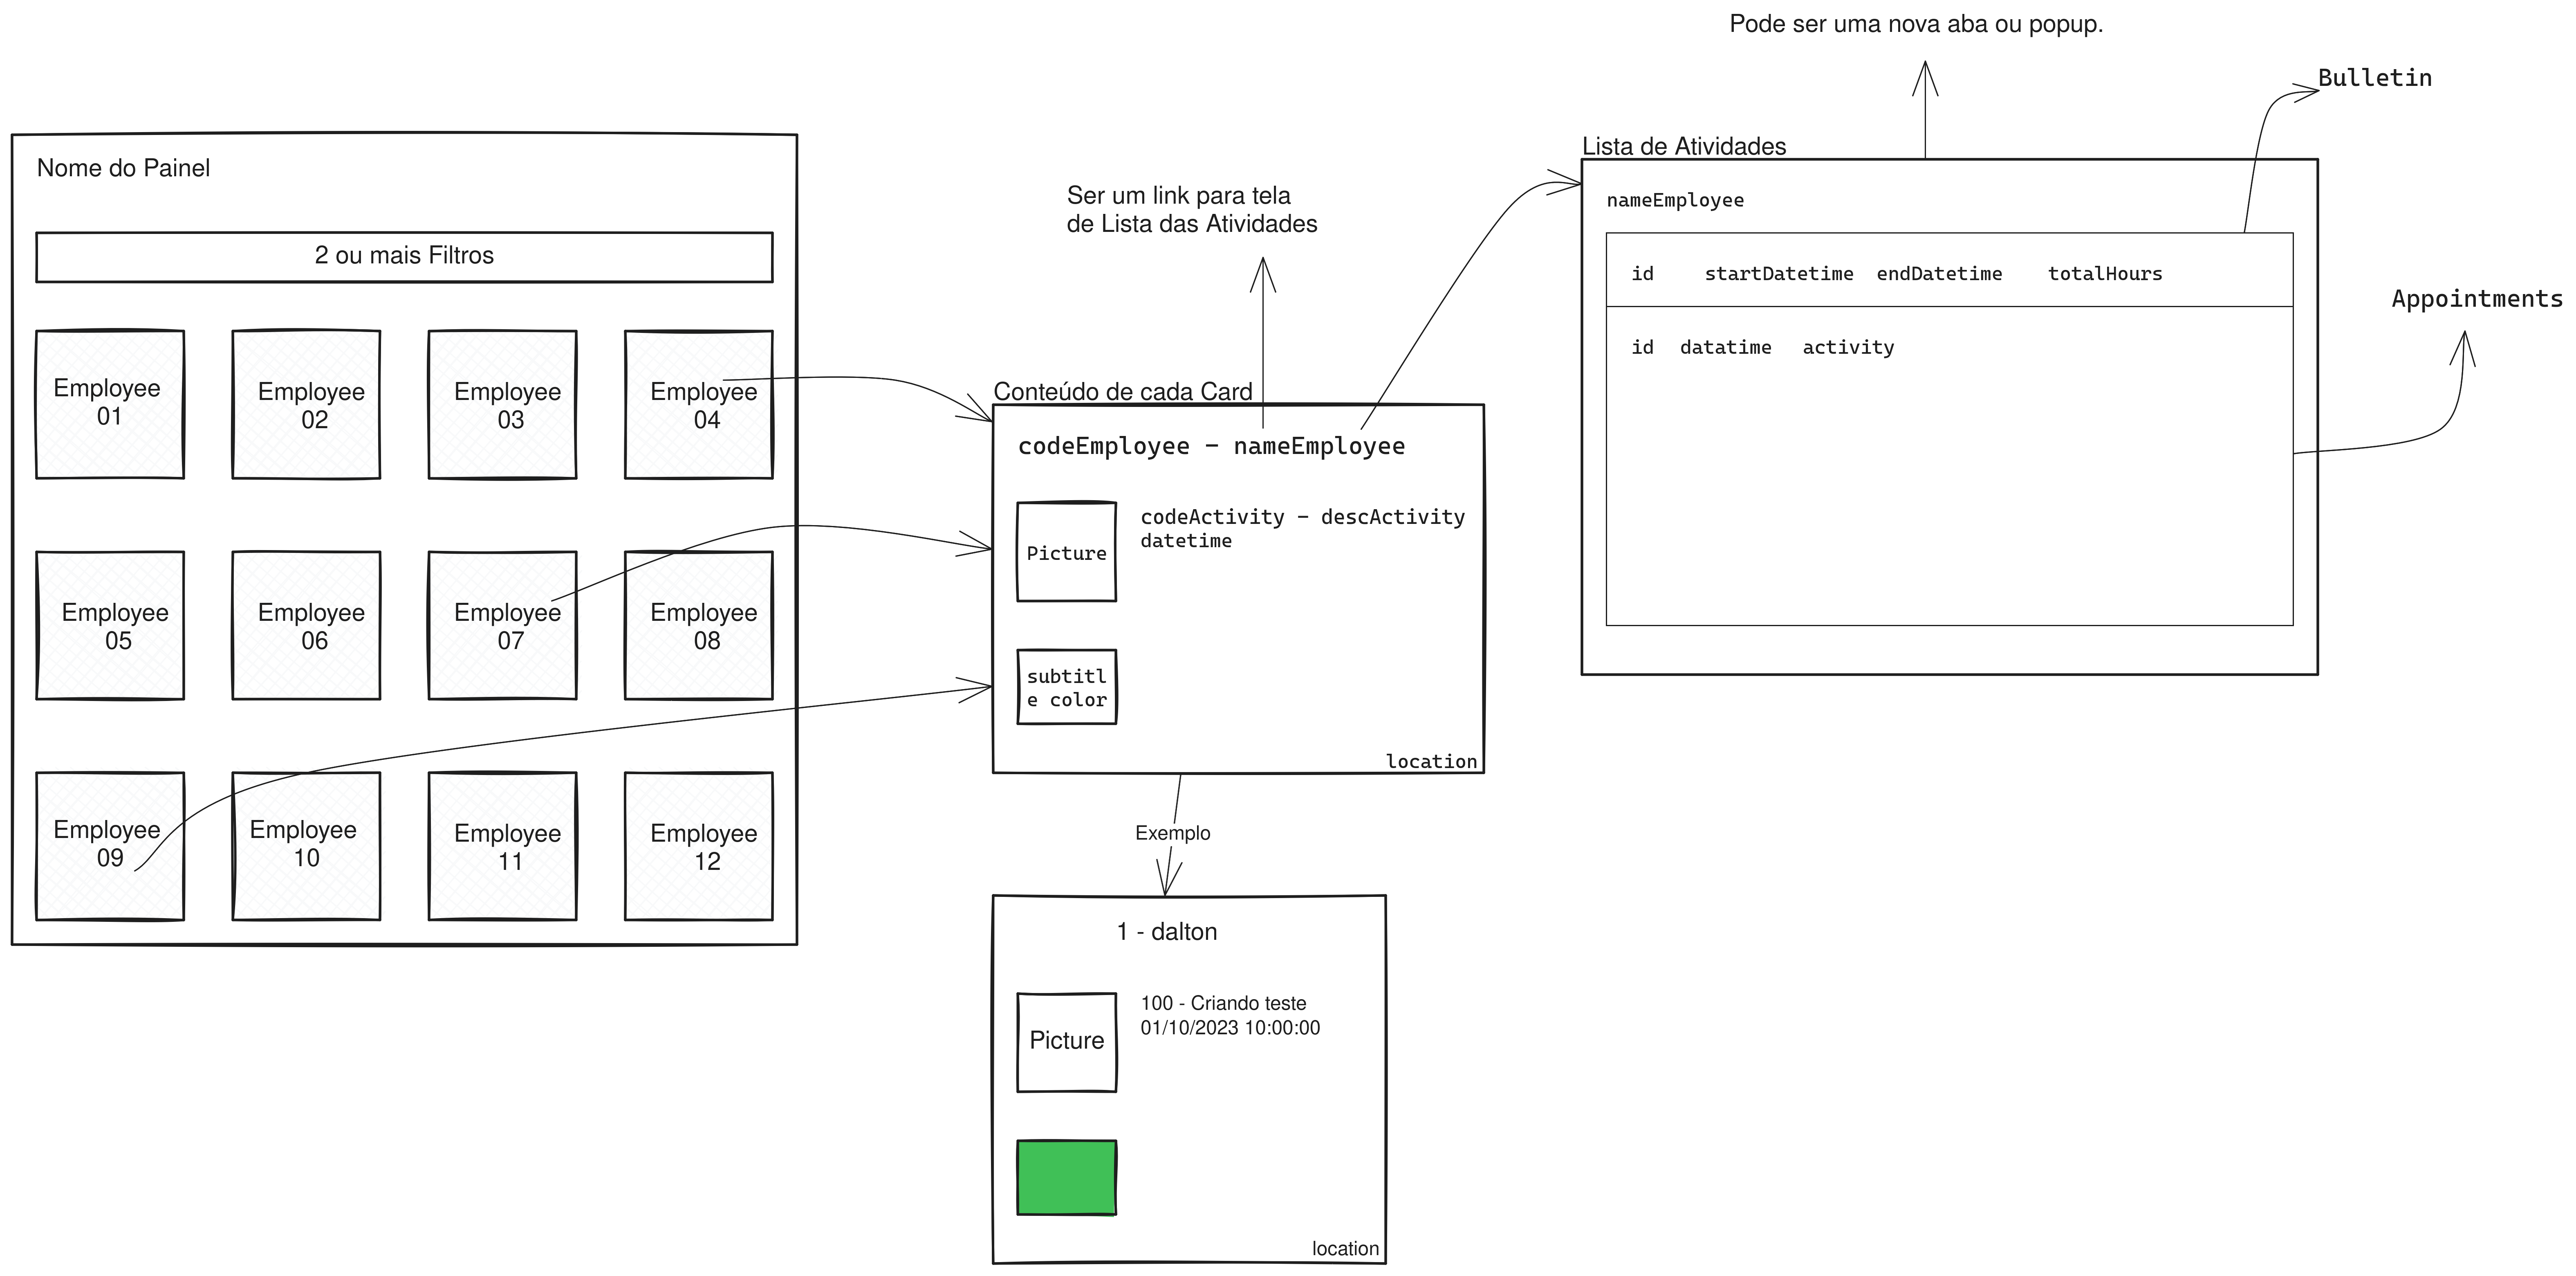 Pode ser uma nova aba ou popup.
Bulletin
Lista de Atividades
Nome do Painel
Ser um link para tela
de Lista das Atividades
nameEmployee
2 ou mais Filtros
id startDatetime endDatetime totalHours
Appointments
id datatime activity
Employee
01
Employee
02
Employee
03
Employee
04
Conteúdo de cada Card
codeEmployee - nameEmployee
Picture
codeActivity - descActivity
datetime
Employee
05
Employee
06
Employee
07
Employee
08
subtitl
e color
location
Employee
09
Employee
10
Employee
11
Employee
12
Exemplo
1 - dalton
Picture
100 - Criando teste
01/10/2023 10:00:00
location